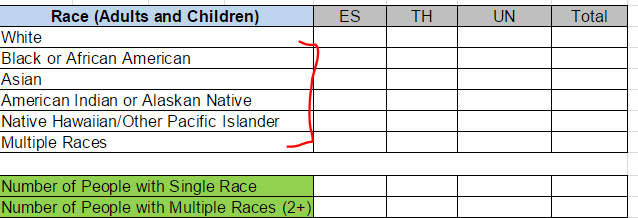 Race (Adults and Children) ES TH UN Total
White
Black or African American
Asian
American Indian or Alaskan Native
Native Hawaiian/Other Pacific Islander
Multiple Races
Number of People with Single Race
Number of People with Multiple Races (2+)